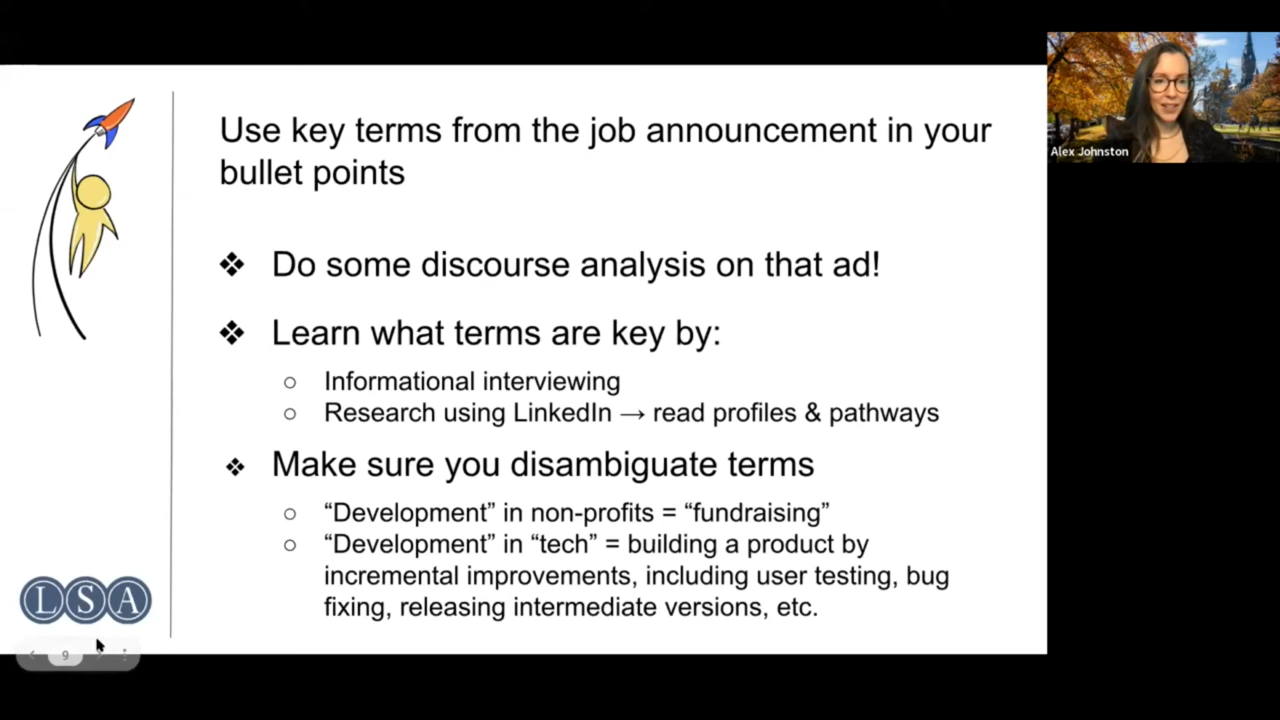 Use key terms from the job announcement in your
bullet points
❖ Do some discourse analysis on that ad!
❖ Learn what terms are key by:
○ Informational interviewing
○ Research using LinkedIn → read profiles & pathways
❖ Make sure you disambiguate terms
○ “Development” in non-profits = “fundraising”
○ “Development” in “tech” = building a product by
incremental improvements, including user testing, bug
fixing, releasing intermediate versions, etc.
LSA
9
Alex Johnston